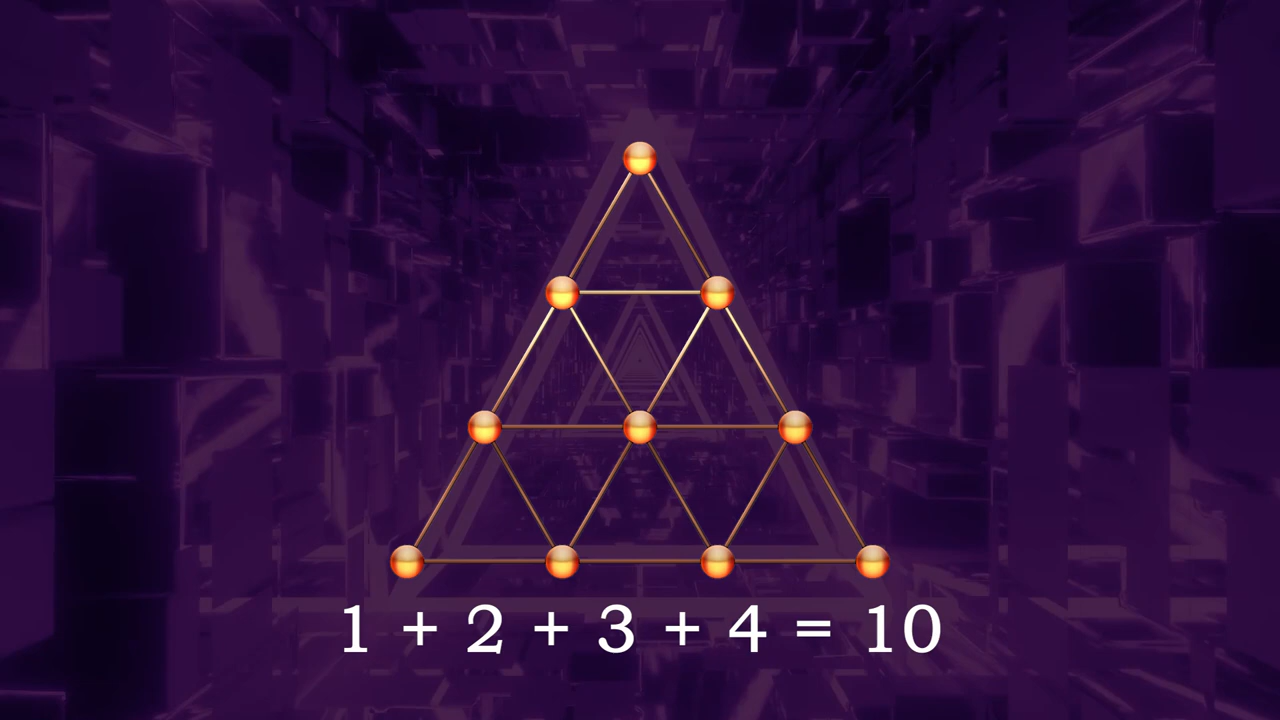 1 + 2 + 3 + 4 = 10